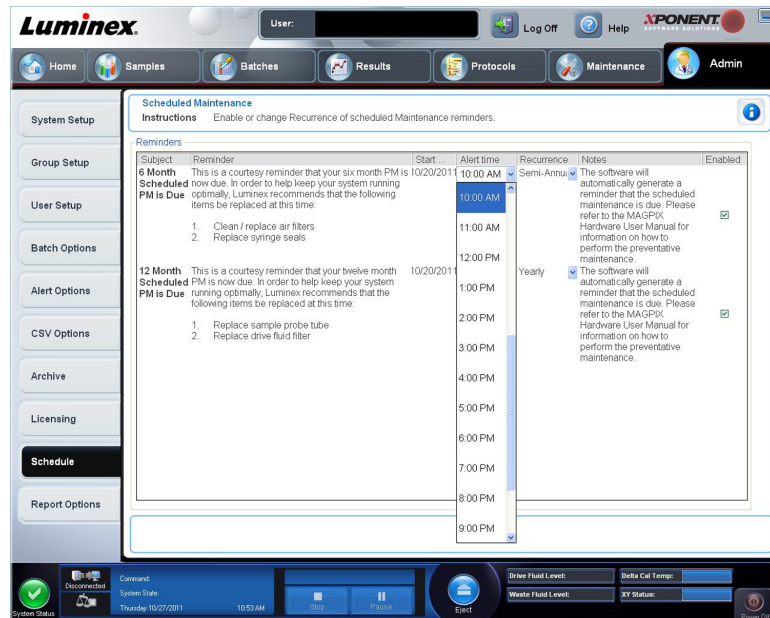 Luminex.
User:
Log Off
Help
XPONENT.
SOFTWARE SOLUTIONS
Home
Samples
Batches
Results
Protocols
Maintenance
Admin
System Setup
Group Setup
User Setup
Batch Options
Alert Options
CSV Options
Archive
Licensing
Schedule
Report Options
Scheduled Maintenance
Instructions Enable or change Recurrence of scheduled Maintenance reminders.
Reminders
Subject Reminder Start ... Alert time Recurrence Notes Enabled
6 Month
Scheduled
PM is Due
This is a courtesy reminder that your six month PM is
now due. In order to help keep your system running
optimally, Luminex recommends that the following
items be replaced at this time:
1. Clean / replace air filters
2. Replace syringe seals
10/20/2011
10:00 AM
Semi-Annu
The software will
automatically generate a
reminder that the scheduled
maintenance is due. Please
refer to the MAGPIX
Hardware User Manual for
information on how to
perform the preventative
maintenance.
12 Month
Scheduled
PM is Due
This is a courtesy reminder that your twelve month
PM is now due. In order to help keep your system
running optimally, Luminex recommends that the
following items be replaced at this time:
1. Replace sample probe tube
2. Replace drive fluid filter
10/20/2011
Yearly
The software will
automatically generate a
reminder that the scheduled
maintenance is due. Please
refer to the MAGPIX
Hardware User Manual for
information on how to
perform the preventative
maintenance.
10:00 AM
11:00 AM
12:00 PM
1:00 PM
2:00 PM
3:00 PM
4:00 PM
5:00 PM
6:00 PM
7:00 PM
8:00 PM
9:00 PM
System Status
Disconnected
Command:
System State:
Thursday 10/27/2011 10:53 AM
Stop
Pause
Eject
Drive Fluid Level:
Waste Fluid Level:
Delta Cal Temp:
XY Status:
Power Off